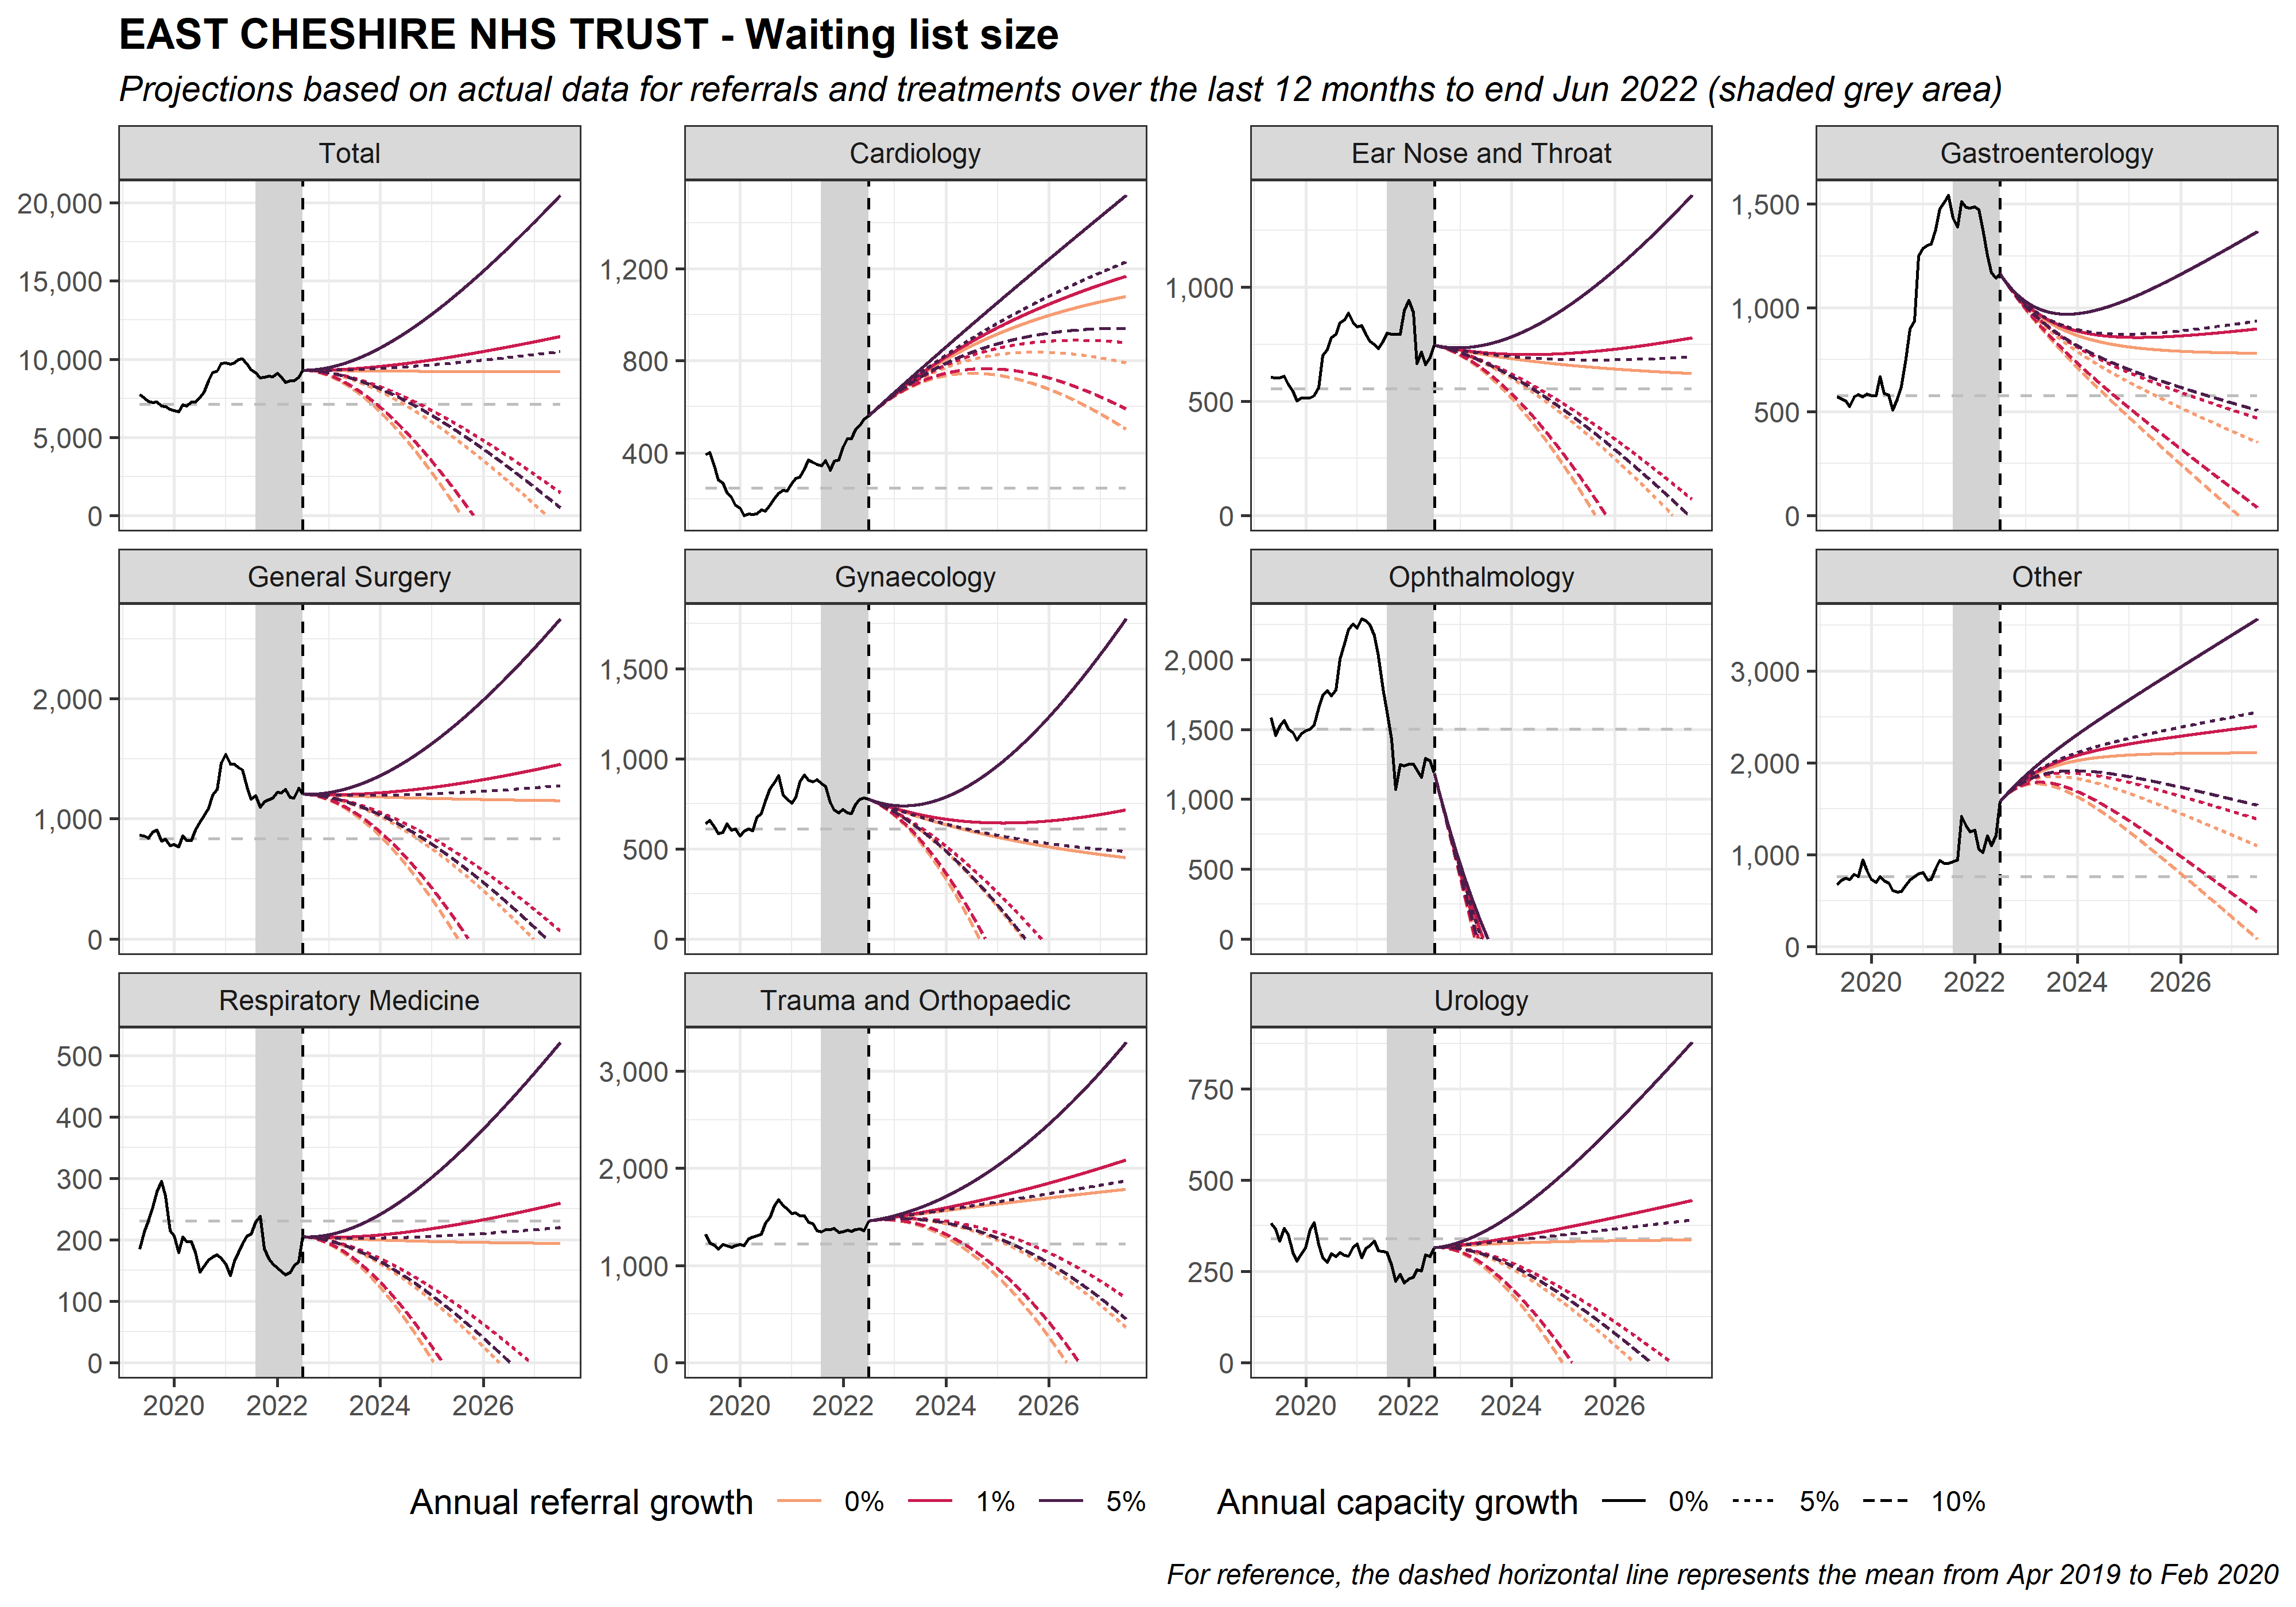 EAST CHESHIRE NHS TRUST - Waiting list size
Projections based on actual data for referrals and treatments over the last 12 months to end Jun 2022 (shaded grey area)
Total
Cardiology
Ear Nose and Throat
Gastroenterology
20,000
15,000
10,000
5,000
0
1,200
800
400
1,000
500
0
1,500
1,000
500
0
General Surgery
Gynaecology
Ophthalmology
Other
2,000
1,000
0
1,500
1,000
500
0
2,000
1,500
1,000
500
0
3,000
2,000
1,000
0
2020 2022 2024 2026
Respiratory Medicine
Trauma and Orthopaedic
Urology
500
400
300
200
100
0
3,000
2,000
1,000
0
750
500
250
0
2020 2022 2024 2026
2020 2022 2024 2026
2020 2022 2024 2026
Annual referral growth 0% 1% 5%
Annual capacity growth 0% 5% 10%
For reference, the dashed horizontal line represents the mean from Apr 2019 to Feb 2020